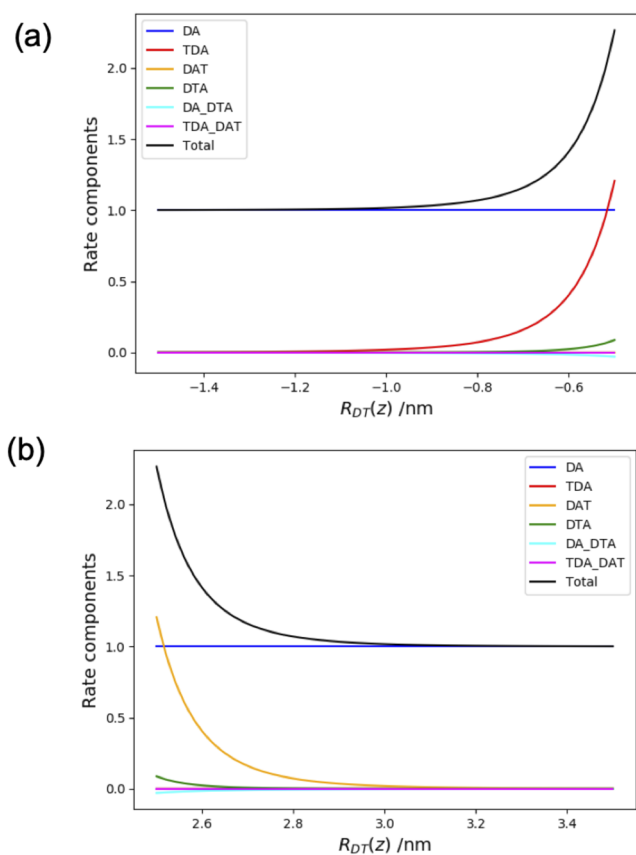 (a)
DA
TDA
DAT
DTA
DA_DTA
TDA_DAT
Total
2.0
1.5
1.0
0.5
0.0
Rate components
−1.4 −1.2 −1.0 −0.8 −0.6
R_DT(z) /nm
(b)
DA
TDA
DAT
DTA
DA_DTA
TDA_DAT
Total
2.0
1.5
1.0
0.5
0.0
Rate components
2.6 2.8 3.0 3.2 3.4
R_DT(z) /nm